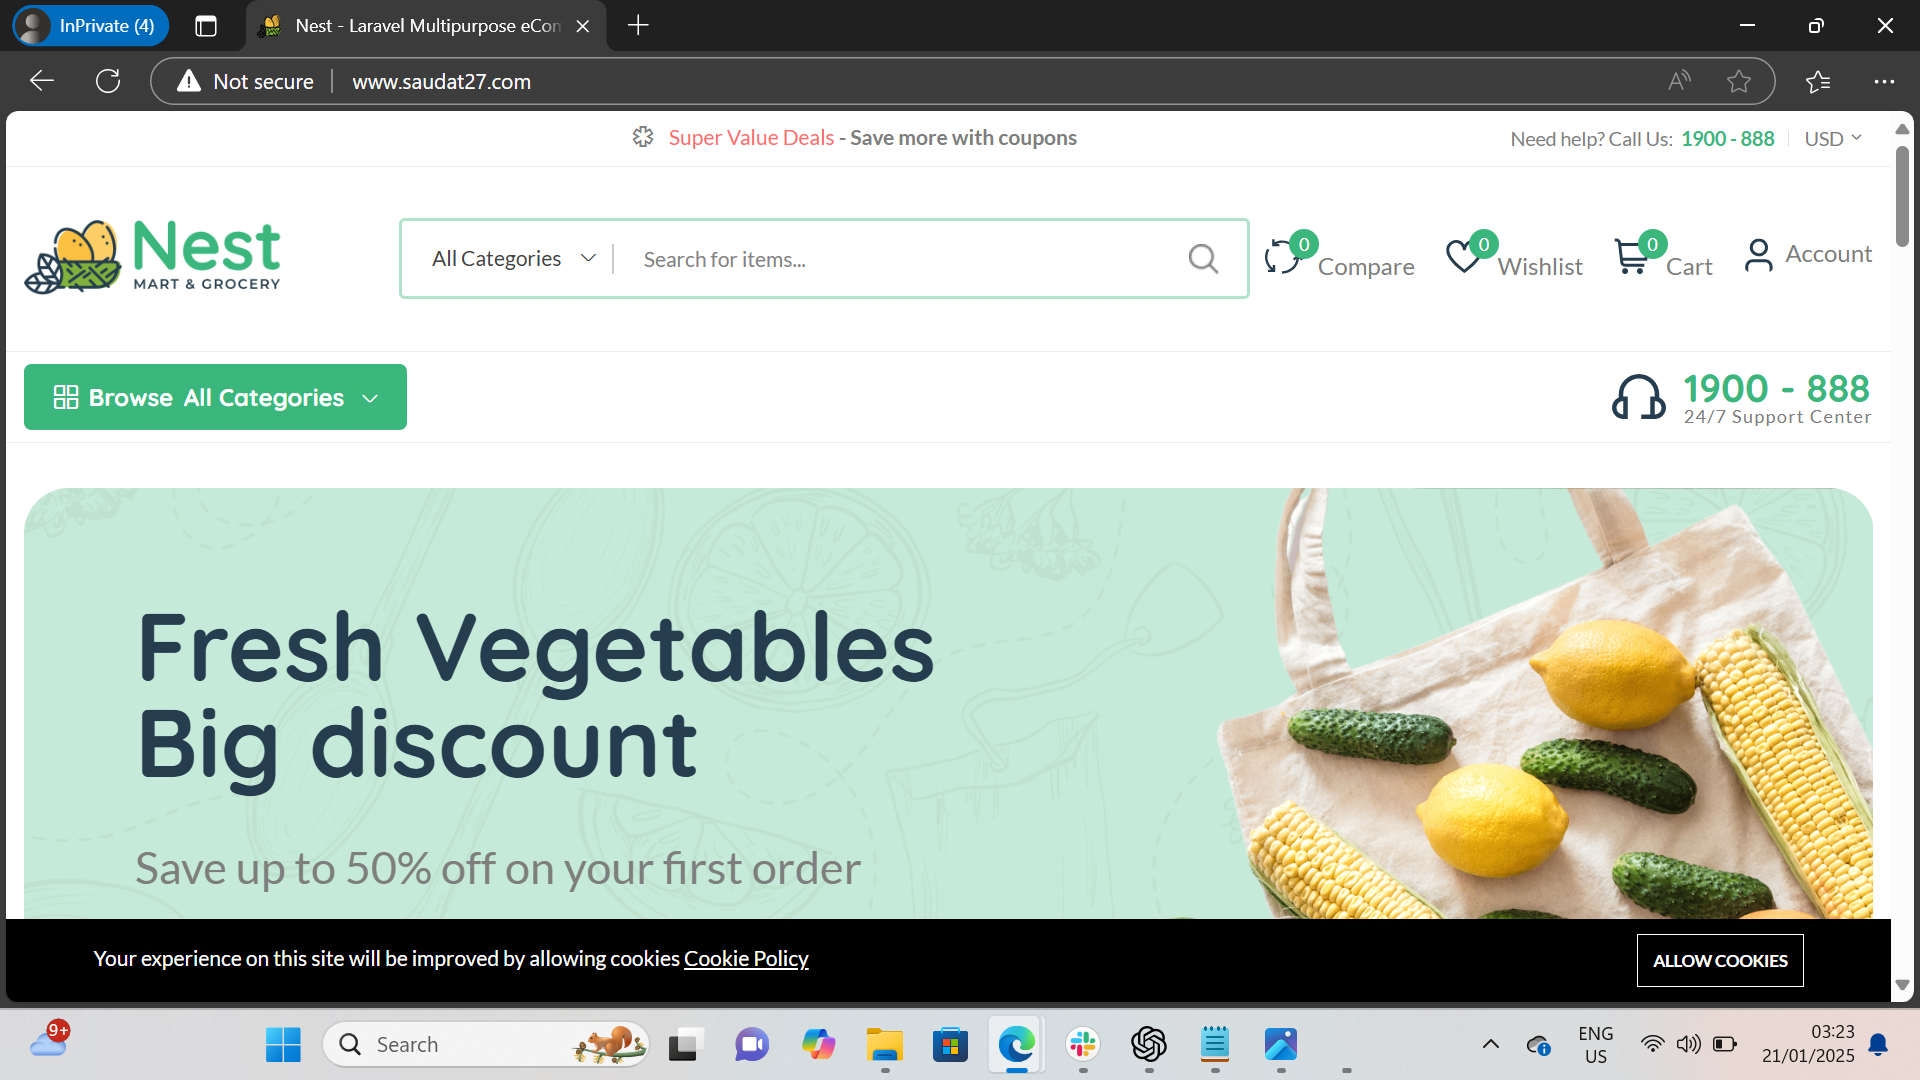 InPrivate (4)
Nest - Laravel Multipurpose eCon
Not secure
www.saudat27.com
Super Value Deals - Save more with coupons
Need help? Call Us: 1900 - 888
USD
Nest
MART & GROCERY
All Categories
Search for items...
0
Compare
0
Wishlist
0
Cart
Account
Browse All Categories
1900 - 888
24/7 Support Center
Fresh Vegetables
Big discount
Save up to 50% off on your first order
Your experience on this site will be improved by allowing cookies Cookie Policy
ALLOW COOKIES
9+
Search
ENG
US
03:23
21/01/2025